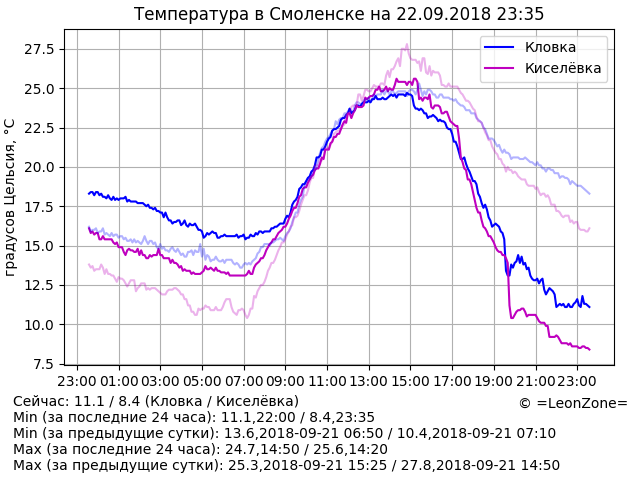 Температура в Смоленске на 22.09.2018 23:35
градусов Цельсия, °C
27.5
25.0
22.5
20.0
17.5
15.0
12.5
10.0
7.5
Кловка
Киселёвка
23:00 01:00 03:00 05:00 07:00 09:00 11:00 13:00 15:00 17:00 19:00 21:00 23:00
Сейчас: 11.1 / 8.4 (Кловка / Киселёвка)
© =LeonZone=
Min (за последние 24 часа): 11.1,22:00 / 8.4,23:35
Min (за предыдущие сутки): 13.6,2018-09-21 06:50 / 10.4,2018-09-21 07:10
Max (за последние 24 часа): 24.7,14:50 / 25.6,14:20
Max (за предыдущие сутки): 25.3,2018-09-21 15:25 / 27.8,2018-09-21 14:50